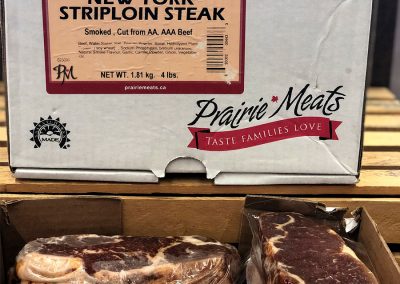 NEW YORK
STRIPLOIN STEAK
Smoked , Cut from AA, AAA Beef
NET WT. 1.81 kg. 4 lbs.
prairiemeats.ca
PM
MADE
Prairie Meats
TASTE FAMILIES LOVE